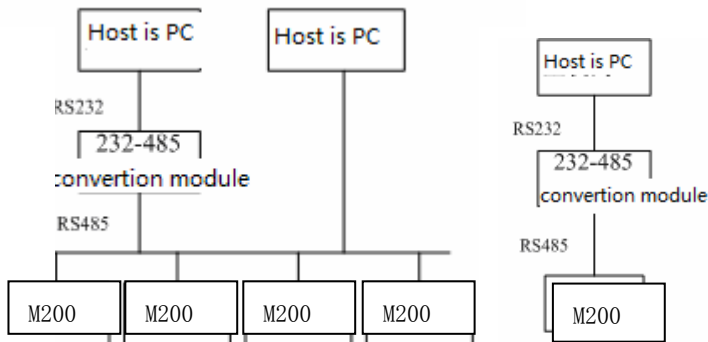 Host is PC
Host is PC
Host is PC
RS232
RS232
232-485
convertion module
232-485
convertion module
RS485
RS485
M200
M200
M200
M200
M200